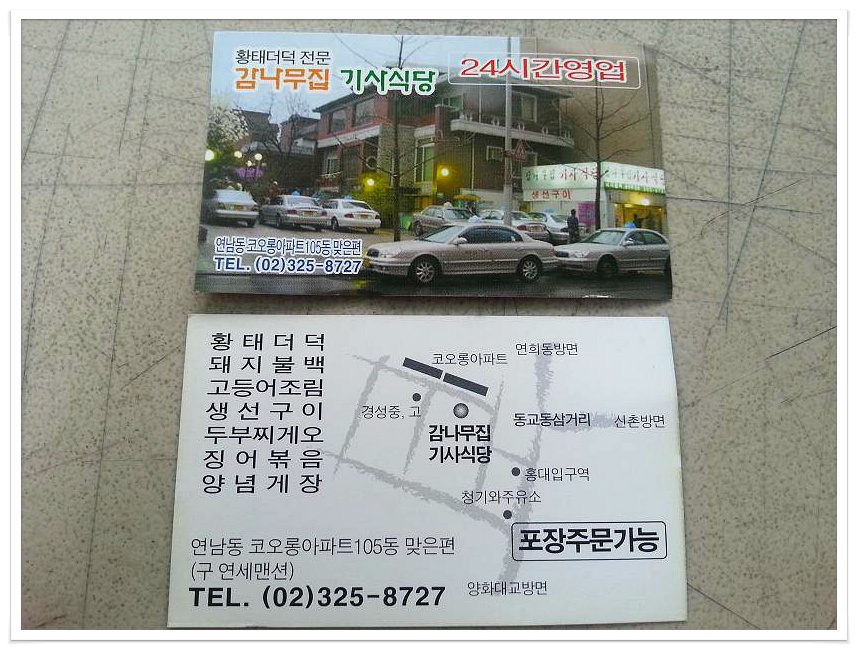 황태더덕 전문
감나무집 기사식당
24시간영업
기사식당
생선구이
연남동 코오롱아파트105동 맞은편
TEL. (02)325-8727
황태더덕
돼지불백
고등어조림
생선구이
두부찌게오
징어볶음
양념게장
코오롱아파트
연희동방면
경성중, 고
감나무집
기사식당
동교동삼거리
신촌방면
홍대입구역
청기와주유소
포장주문가능
연남동 코오롱아파트105동 맞은편
(구 연세맨션)
TEL. (02)325-8727
양화대교방면